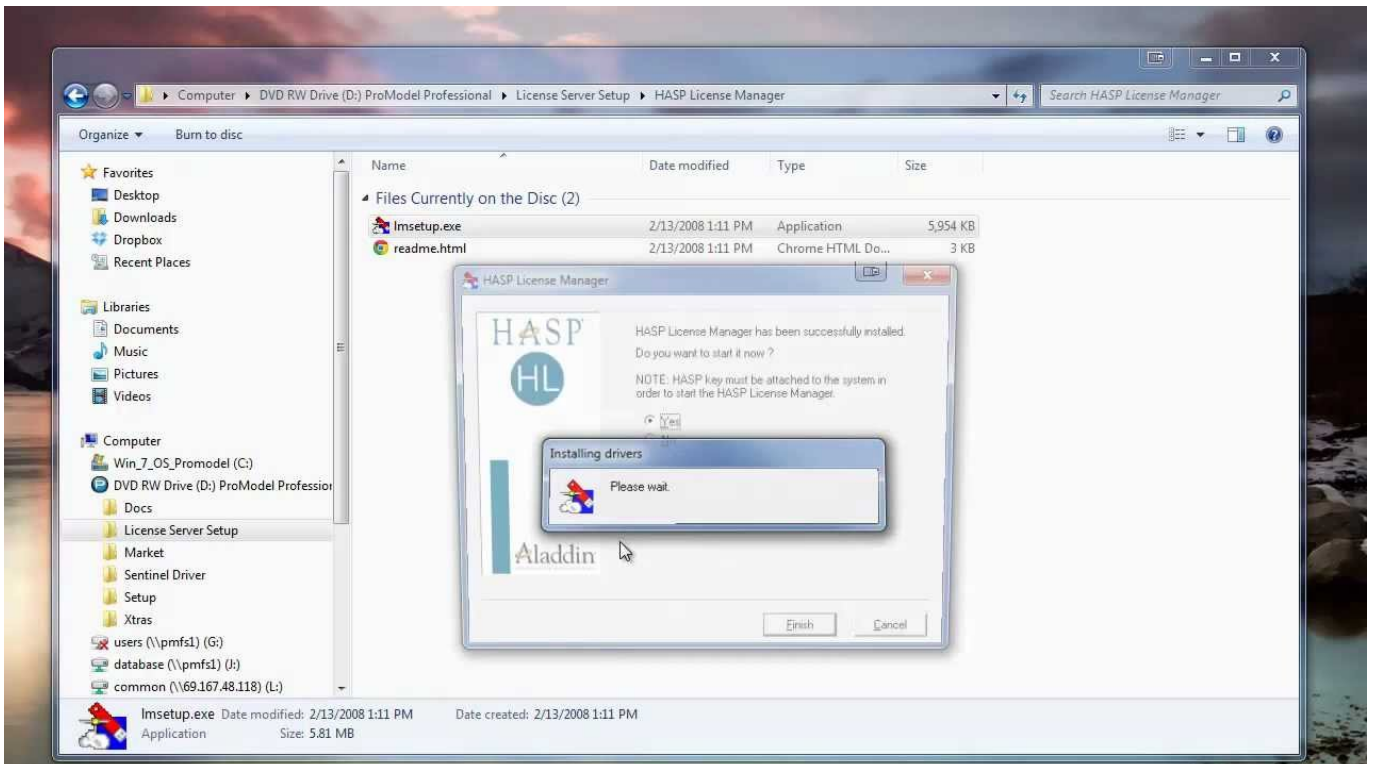 Computer ▸ DVD RW Drive (D:) ProModel Professional ▸ License Server Setup ▸ HASP License Manager
Search HASP License Manager
Organize
Burn to disc
Name Date modified Type Size
Favorites
Desktop
Downloads
Dropbox
Recent Places
Libraries
Documents
Music
Pictures
Videos
Computer
Win_7_OS_Promodel (C:)
DVD RW Drive (D:) ProModel Profession
Docs
License Server Setup
Market
Sentinel Driver
Setup
Xtras
users (\\pmfs1) (G:)
database (\\pmfs1) (J:)
common (\\69.167.48.118) (L:)
Files Currently on the Disc (2)
lmsetup.exe 2/13/2008 1:11 PM Application 5,954 KB
readme.html 2/13/2008 1:11 PM Chrome HTML Do... 3 KB
HASP License Manager
HASP
HL
Aladdin
HASP License Manager has been successfully installed.
Do you want to start it now ?
NOTE: HASP key must be attached to the system in
order to start the HASP License Manager.
Yes
Installing drivers
Please wait.
Finish
Cancel
lmsetup.exe Date modified: 2/13/2008 1:11 PM Date created: 2/13/2008 1:11 PM
Application Size: 5.81 MB